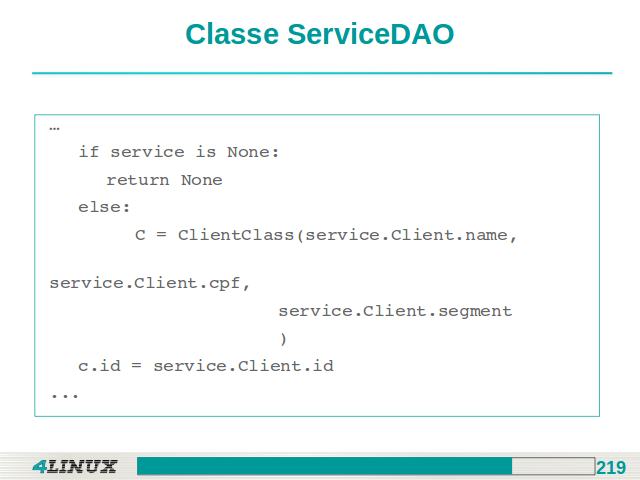 Classe ServiceDAO
…
if service is None:
return None
else:
C = ClientClass(service.Client.name,
service.Client.cpf,
service.Client.segment
)
c.id = service.Client.id
...
4LINUX
219